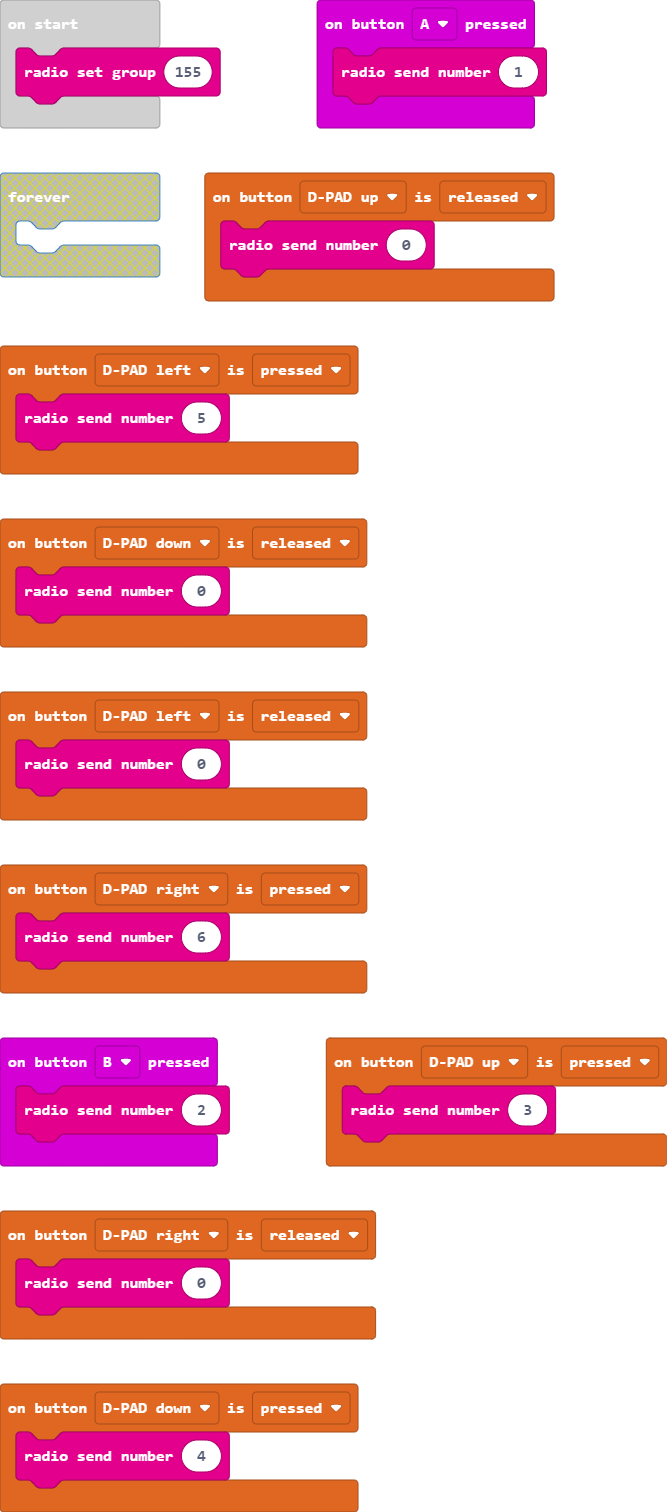 on start
radio set group 155
on button A pressed
radio send number 1
forever
on button D-PAD up is released
radio send number 0
on button D-PAD left is pressed
radio send number 5
on button D-PAD down is released
radio send number 0
on button D-PAD left is released
radio send number 0
on button D-PAD right is pressed
radio send number 6
on button B pressed
radio send number 2
on button D-PAD up is pressed
radio send number 3
on button D-PAD right is released
radio send number 0
on button D-PAD down is pressed
radio send number 4